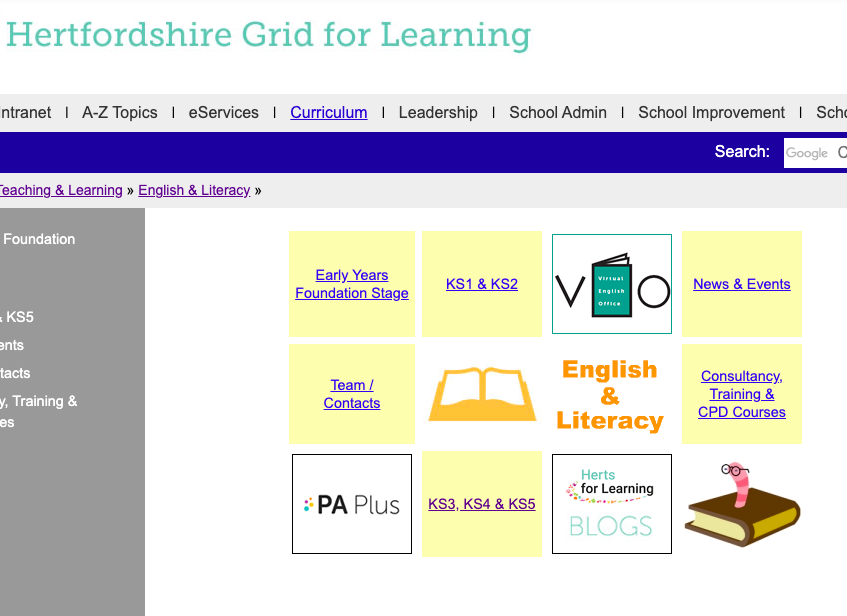 Hertfordshire Grid for Learning
ntranet | A-Z Topics | eServices | Curriculum | Leadership | School Admin | School Improvement | Scho
Search: Google
Teaching & Learning » English & Literacy »
Foundation
& KS5
ents
tacts
y, Training &
es
Early Years
Foundation Stage
KS1 & KS2
Virtual
English
Office
News & Events
Team /
Contacts
English
&
Literacy
Consultancy,
Training &
CPD Courses
PA Plus
KS3, KS4 & KS5
Herts
for Learning
BLOGS